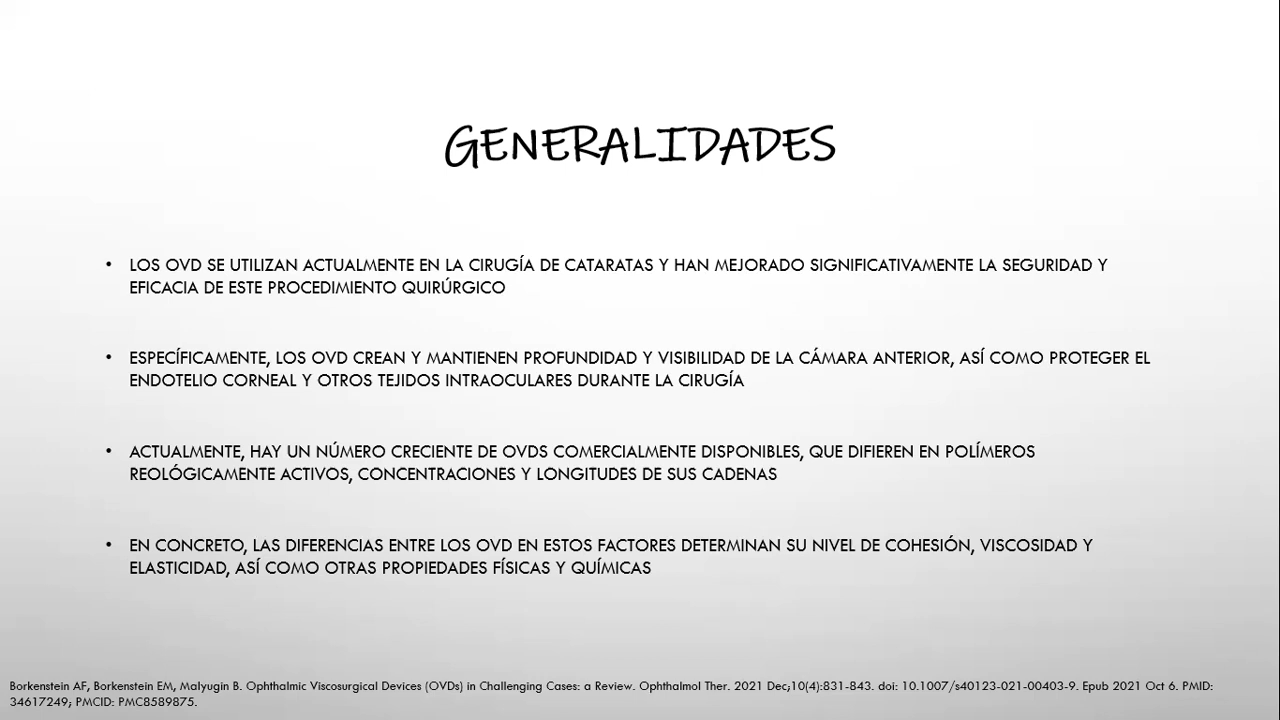 GENERALIDADES
• LOS OVD SE UTILIZAN ACTUALMENTE EN LA CIRUGÍA DE CATARATAS Y HAN MEJORADO SIGNIFICATIVAMENTE LA SEGURIDAD Y
EFICACIA DE ESTE PROCEDIMIENTO QUIRÚRGICO
• ESPECÍFICAMENTE, LOS OVD CREAN Y MANTIENEN PROFUNDIDAD Y VISIBILIDAD DE LA CÁMARA ANTERIOR, ASÍ COMO PROTEGER EL
ENDOTELIO CORNEAL Y OTROS TEJIDOS INTRAOCULARES DURANTE LA CIRUGÍA
• ACTUALMENTE, HAY UN NÚMERO CRECIENTE DE OVDS COMERCIALMENTE DISPONIBLES, QUE DIFIEREN EN POLÍMEROS
REOLÓGICAMENTE ACTIVOS, CONCENTRACIONES Y LONGITUDES DE SUS CADENAS
• EN CONCRETO, LAS DIFERENCIAS ENTRE LOS OVD EN ESTOS FACTORES DETERMINAN SU NIVEL DE COHESIÓN, VISCOSIDAD Y
ELASTICIDAD, ASÍ COMO OTRAS PROPIEDADES FÍSICAS Y QUÍMICAS
Borkenstein AF, Borkenstein EM, Malyugin B. Ophthalmic Viscosurgical Devices (OVDs) in Challenging Cases: a Review. Ophthalmol Ther. 2021 Dec;10(4):831-843. doi: 10.1007/s40123-021-00403-9. Epub 2021 Oct 6. PMID:
34617249; PMCID: PMC8589875.